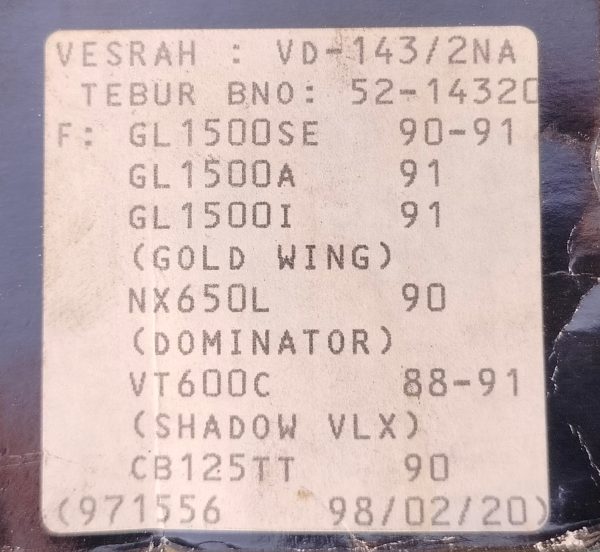 VESRAH : VD-143/2NA
TEBUR BNO: 52-14320
F: GL1500SE 90-91
GL1500A 91
GL1500I 91
(GOLD WING)
NX650L 90
(DOMINATOR)
VT600C 88-91
(SHADOW VLX)
CB125TT 90
(971556 98/02/20)